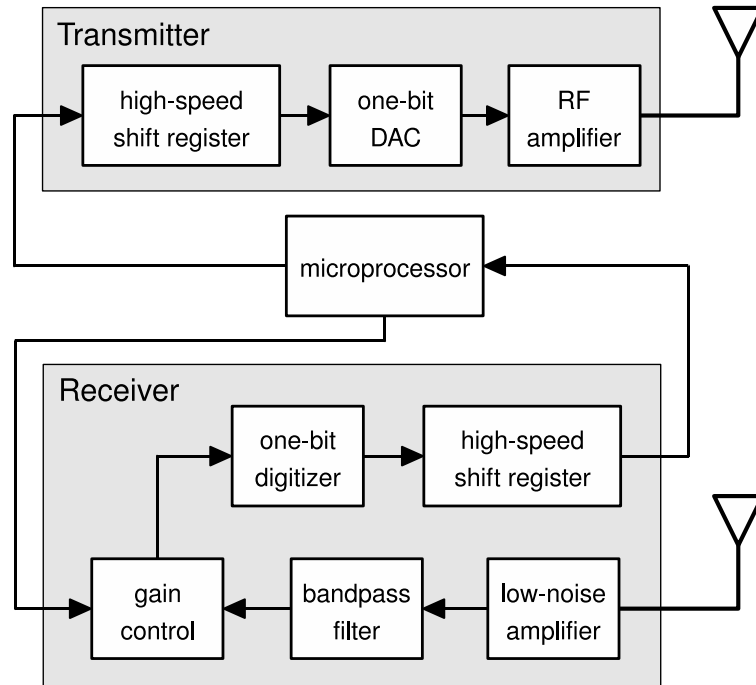 Transmitter
high-speed
shift register
one-bit
DAC
RF
amplifier
microprocessor
Receiver
one-bit
digitizer
high-speed
shift register
gain
control
bandpass
filter
low-noise
amplifier